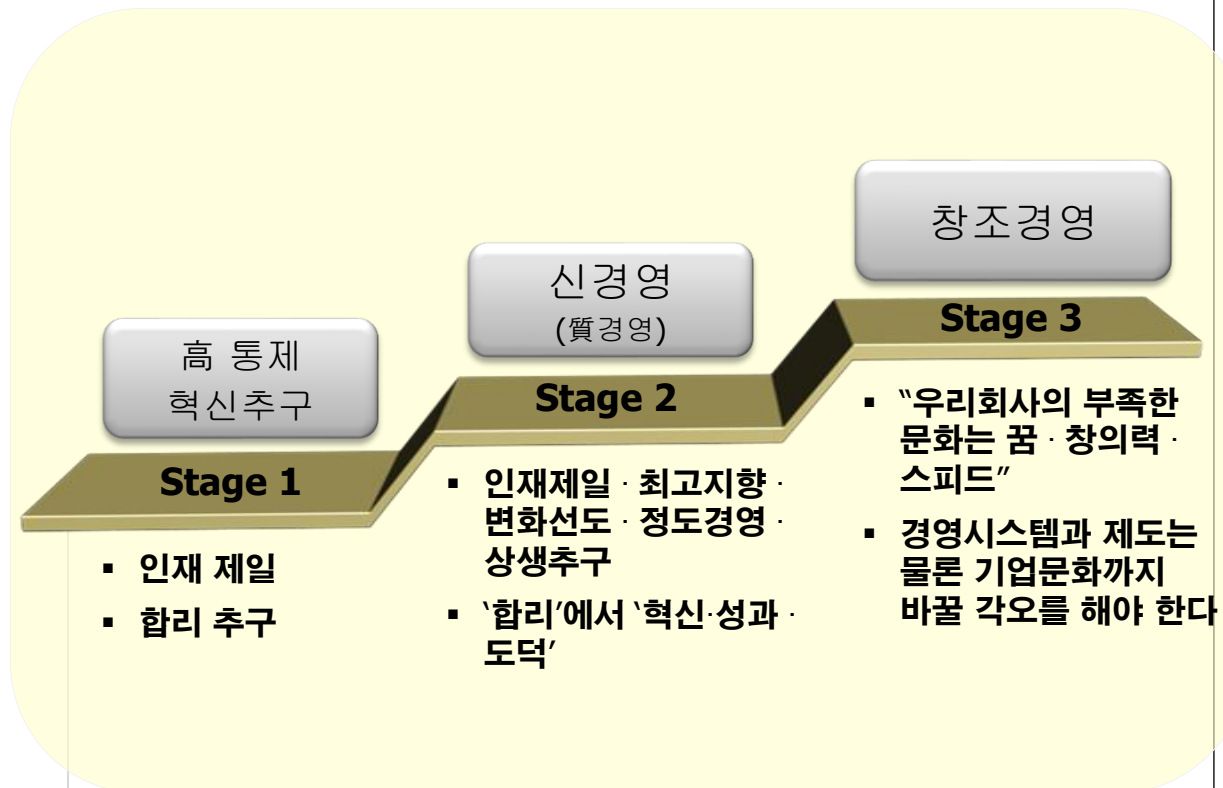 高 통제
혁신추구
Stage 1
▪ 인재 제일
▪ 합리 추구
신경영
(質경영)
Stage 2
▪ 인재제일 · 최고지향 ·
변화선도 · 정도경영 ·
상생추구
▪ ‘합리’에서 ‘혁신·성과 ·
도덕’
창조경영
Stage 3
▪ “우리회사의 부족한
문화는 꿈 · 창의력 ·
스피드”
▪ 경영시스템과 제도는
물론 기업문화까지
바꿀 각오를 해야 한다